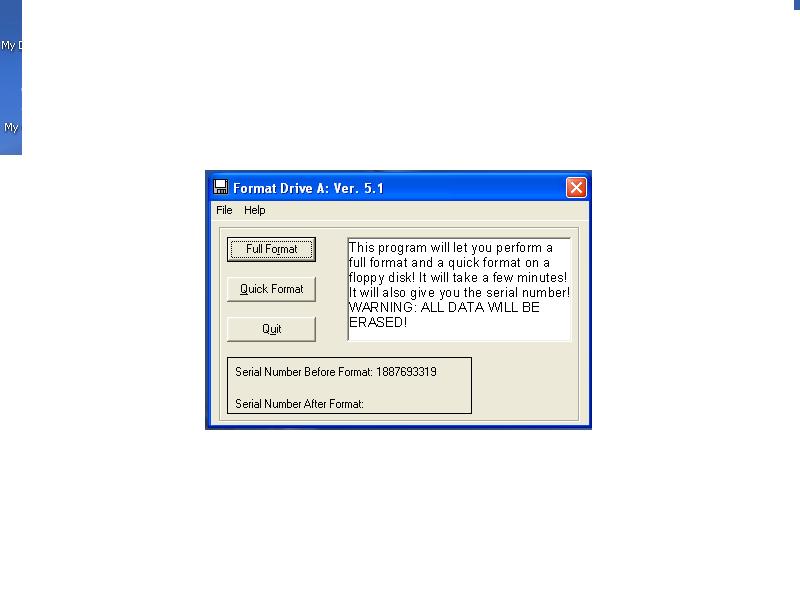 My D
My
Format Drive A: Ver. 5.1
File Help
Full Format
Quick Format
Quit
This program will let you perform a
full format and a quick format on a
floppy disk! It will take a few minutes!
It will also give you the serial number!
WARNING: ALL DATA WILL BE
ERASED!
Serial Number Before Format: 1887693319
Serial Number After Format: